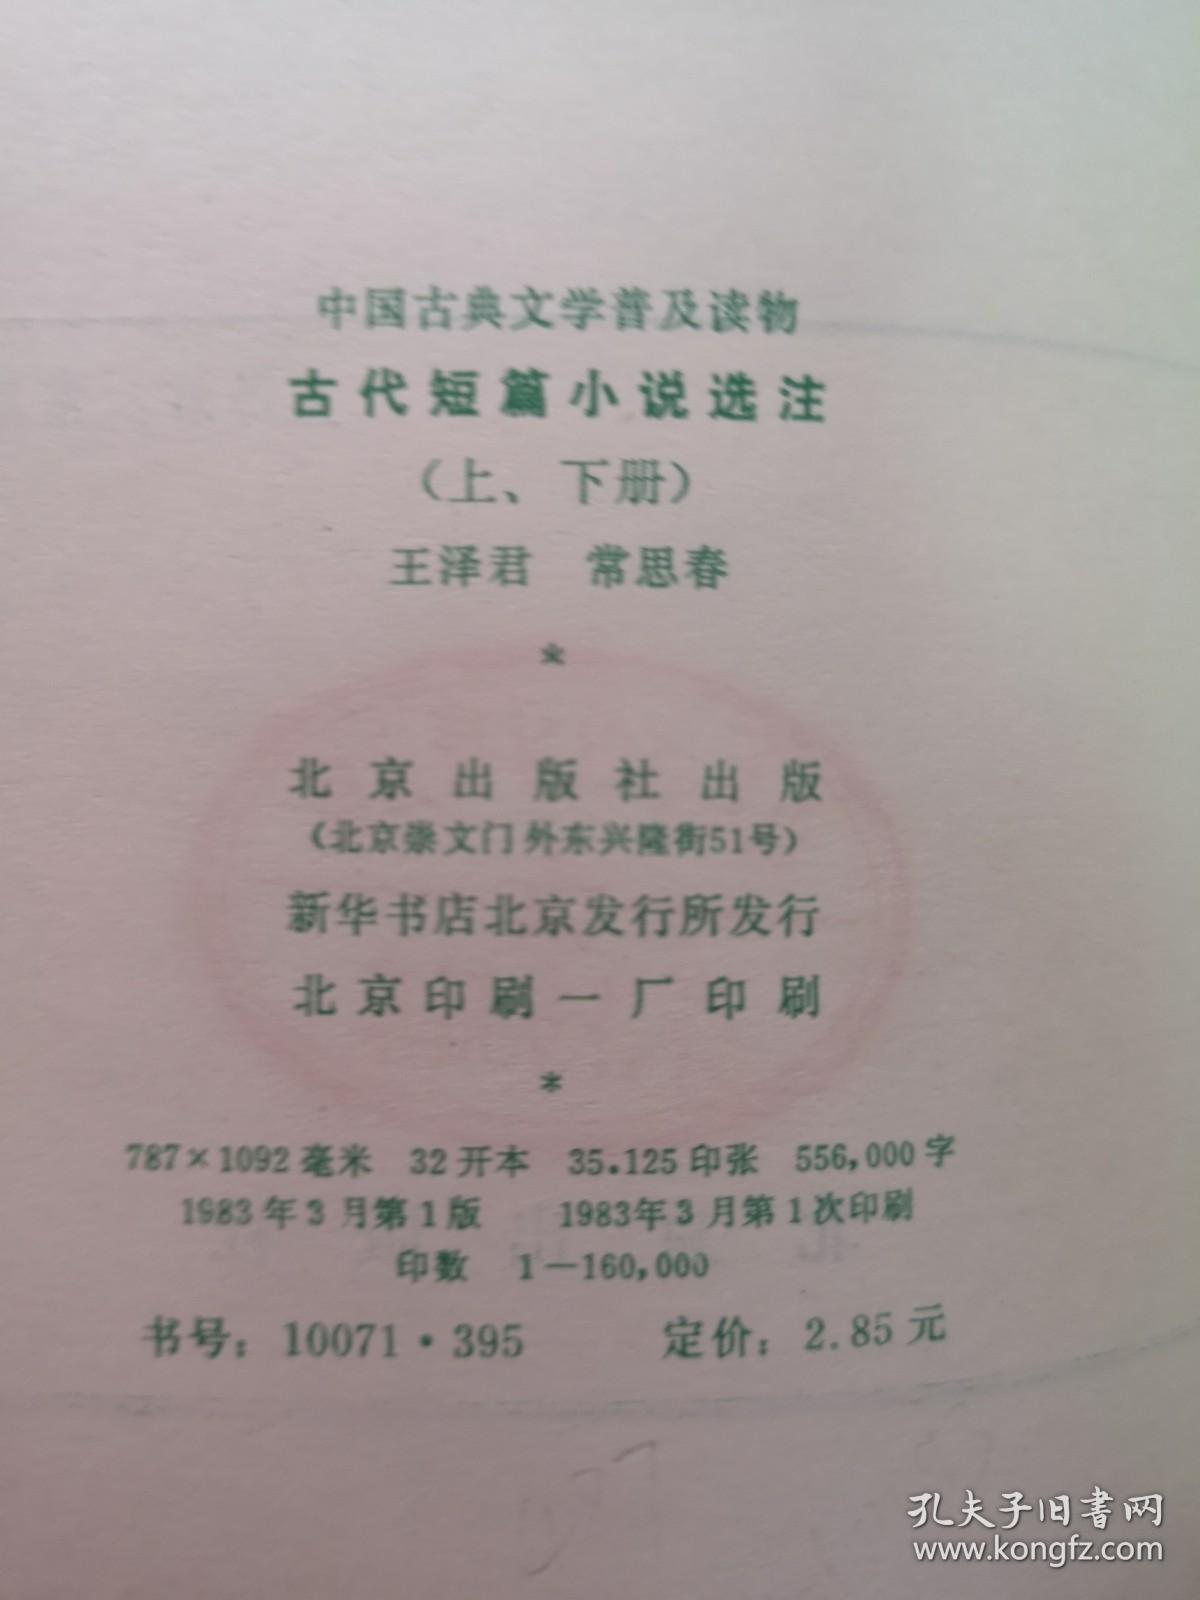 中国古典文学普及读物
古代短篇小说选注
（上、下册）
王泽君 常思春
*
北京出版社出版
（北京崇文门外东兴隆街51号）
新华书店北京发行所发行
北京印刷一厂印刷
*
787×1092毫米 32开本 35.125印张 556,000字
1983年3月第1版 1983年3月第1次印刷
印数 1—160,000
书号：10071·395 定价：2.85元
孔夫子旧书网
www.kongfz.com